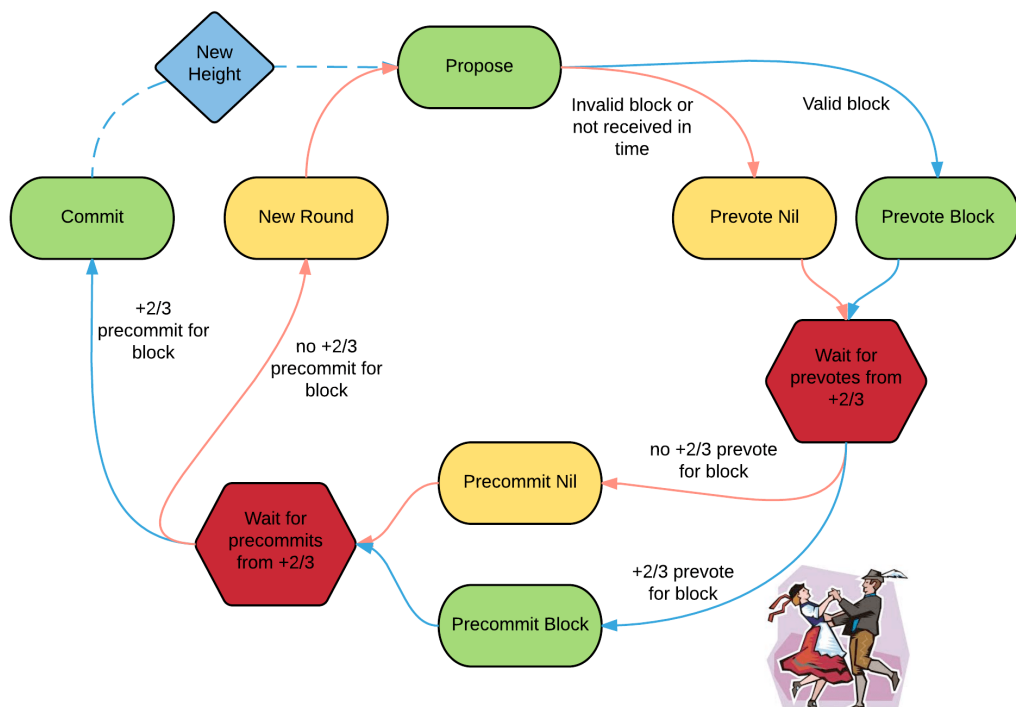 New
Height
Propose
Invalid block or
not received in
time
Valid block
Commit
New Round
Prevote Nil
Prevote Block
+2/3
precommit for
block
no +2/3
precommit for
block
Wait for
prevotes from
+2/3
no +2/3 prevote
for block
Precommit Nil
Wait for
precommits
from +2/3
+2/3 prevote
for block
Precommit Block